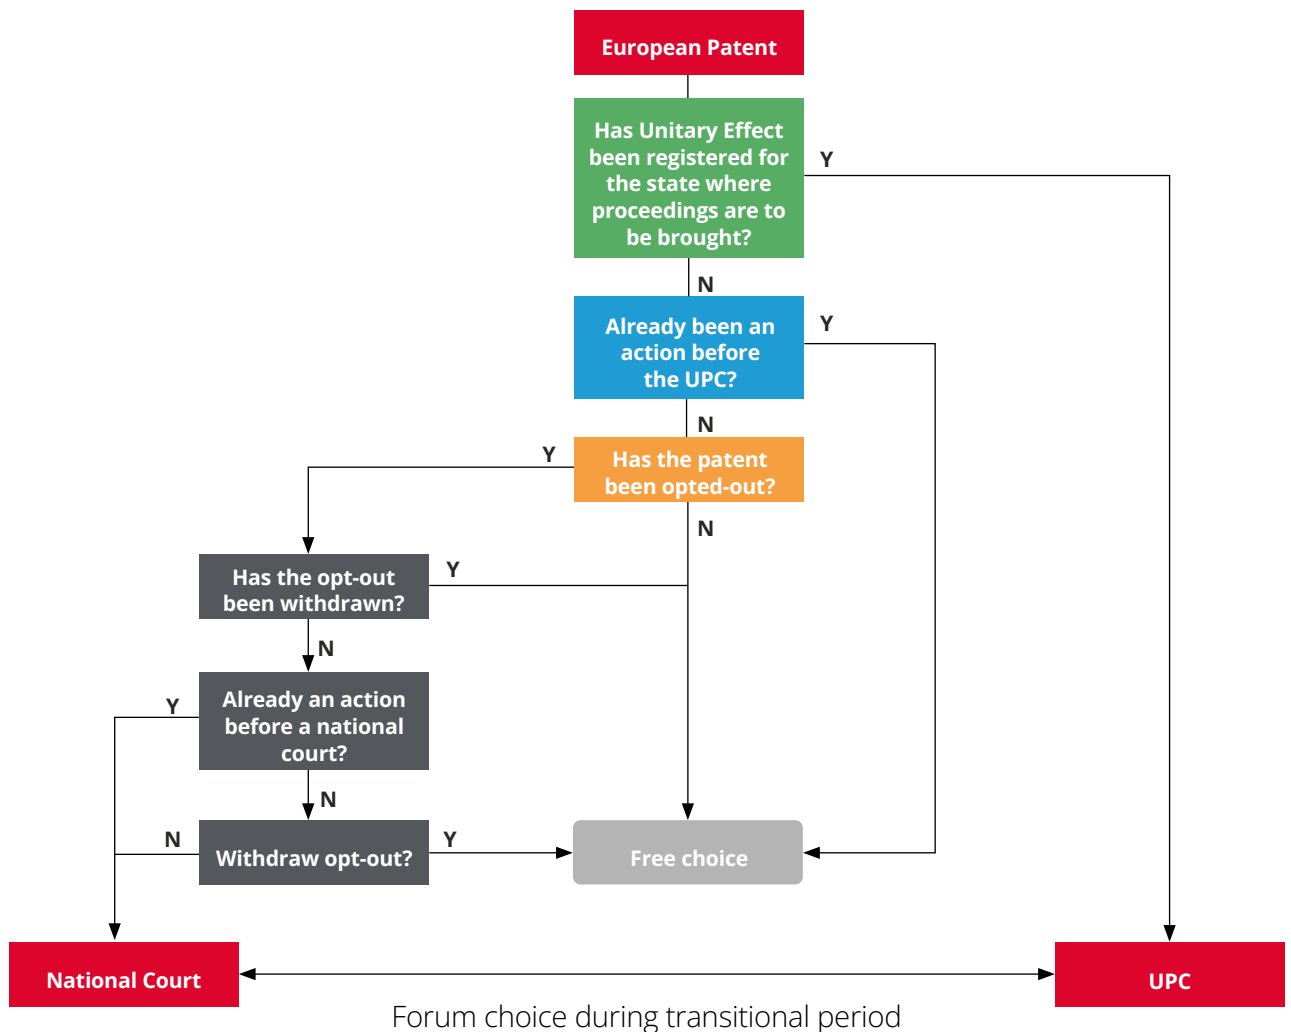 European Patent
Has Unitary Effect
been registered for
the state where
proceedings are to
be brought?
Y
N
Already been an
action before
the UPC?
Y
N
Has the patent
been opted-out?
Y
N
Has the opt-out
been withdrawn?
Y
N
Already an action
before a national
court?
Y
N
Withdraw opt-out?
N
Y
Free choice
National Court
UPC
Forum choice during transitional period